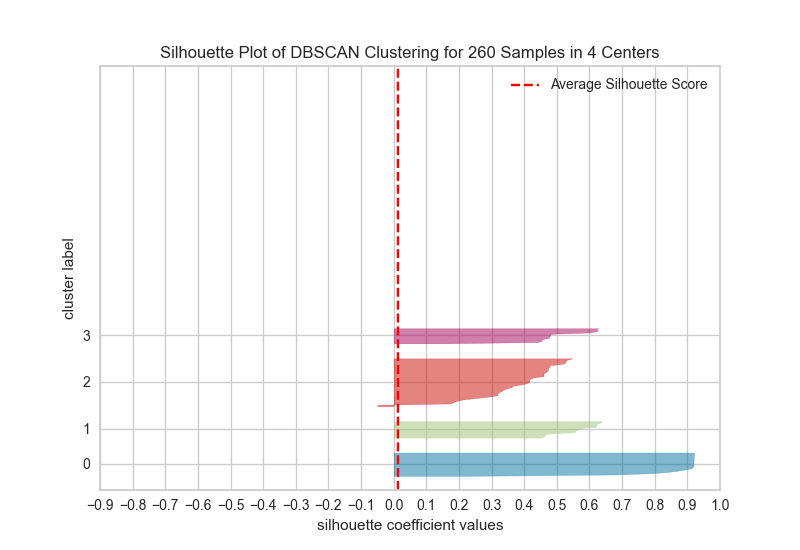 Silhouette Plot of DBSCAN Clustering for 260 Samples in 4 Centers
Average Silhouette Score
cluster label
3
2
1
0
−0.9 −0.8 −0.7 −0.6 −0.5 −0.4 −0.3 −0.2 −0.1 0.0 0.1 0.2 0.3 0.4 0.5 0.6 0.7 0.8 0.9 1.0
silhouette coefficient values